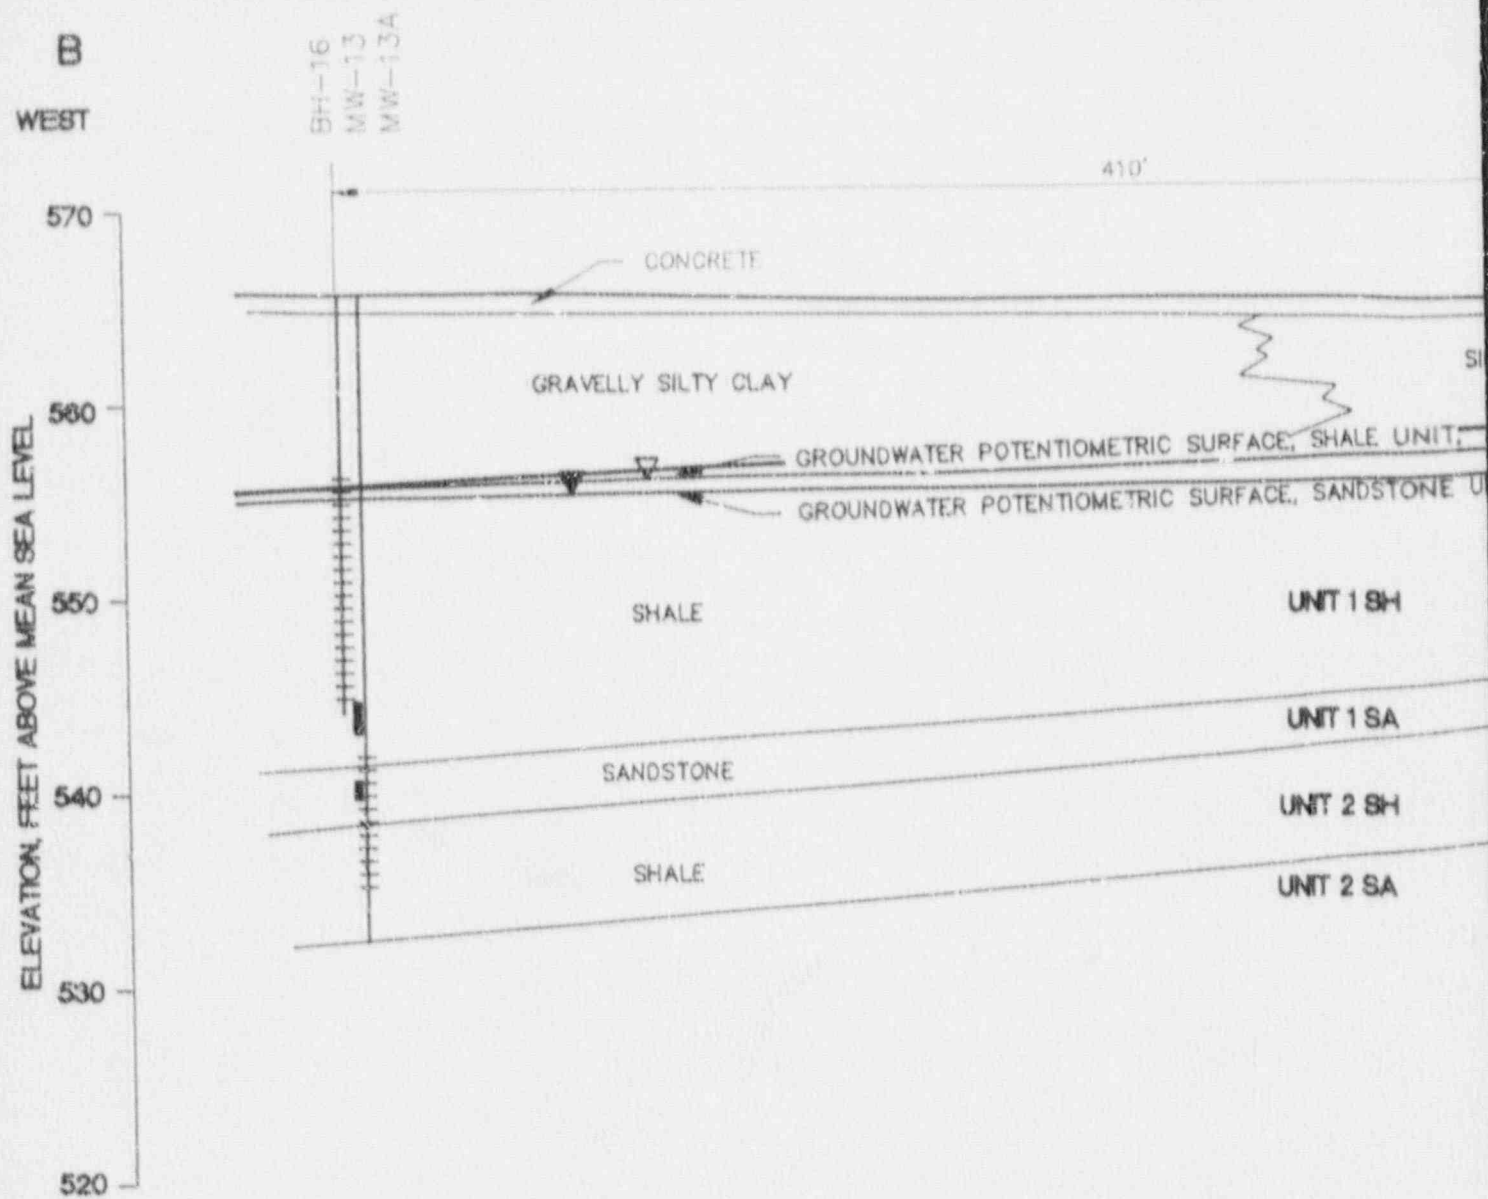 B
WEST
BH-16
MW-13
MW-13A
410'
570
CONCRETE
GRAVELLY SILTY CLAY
560
GROUNDWATER POTENTIOMETRIC SURFACE, SHALE UNIT,
GROUNDWATER POTENTIOMETRIC SURFACE, SANDSTONE U
ELEVATION, FEET ABOVE MEAN SEA LEVEL
550
SHALE
UNIT 1 SH
UNIT 1 SA
SANDSTONE
540
UNIT 2 SH
SHALE
UNIT 2 SA
530
520